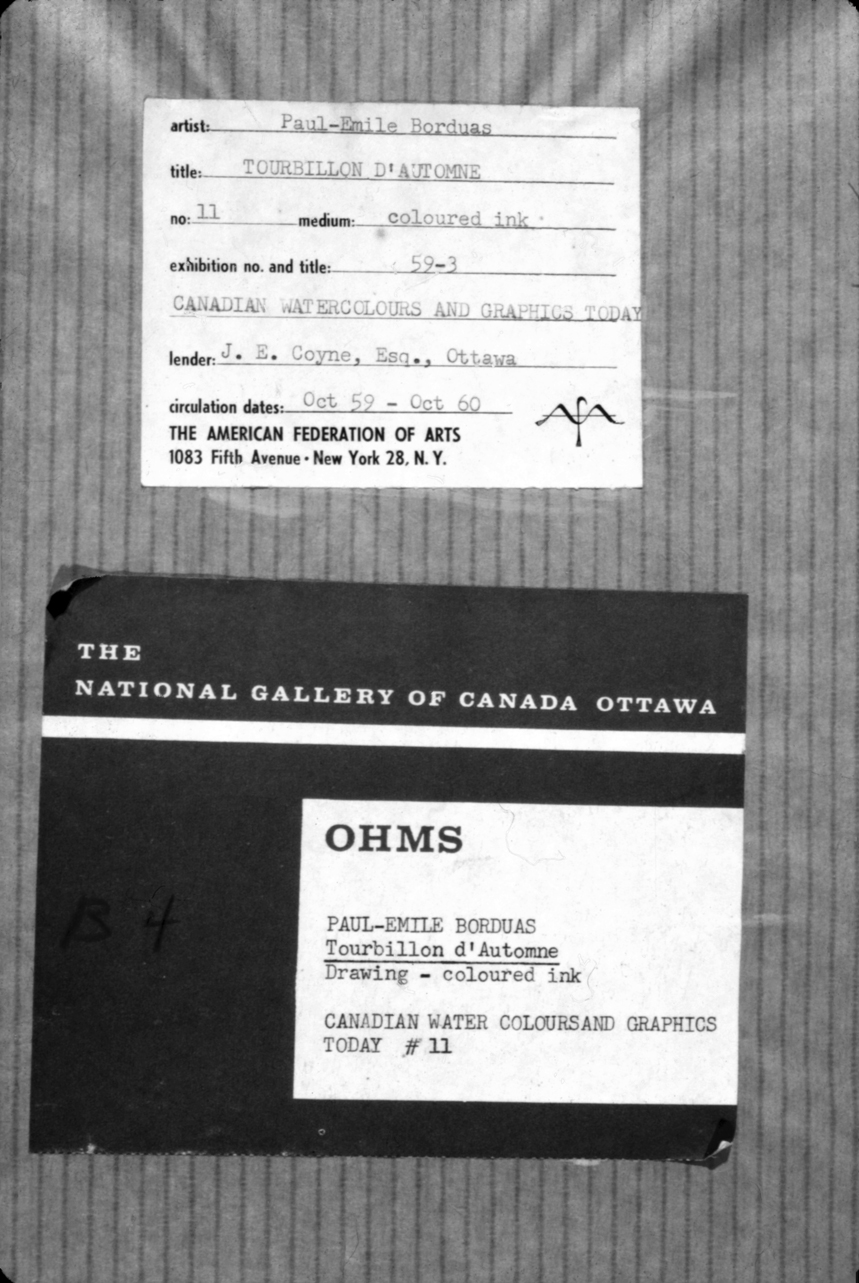 artist: Paul-Emile Borduas
title: TOURBILLON D'AUTOMNE
no: 11 medium: coloured ink
exhibition no. and title: 59-3
CANADIAN WATERCOLOURS AND GRAPHICS TODAY
lender: J. E. Coyne, Esq., Ottawa
circulation dates: Oct 59 - Oct 60
AFA
THE AMERICAN FEDERATION OF ARTS
1083 Fifth Avenue • New York 28, N. Y.
THE
NATIONAL GALLERY OF CANADA OTTAWA
OHMS
B 4
PAUL-EMILE BORDUAS
Tourbillon d'Automne
Drawing - coloured ink
CANADIAN WATER COLOURSAND GRAPHICS
TODAY # 11